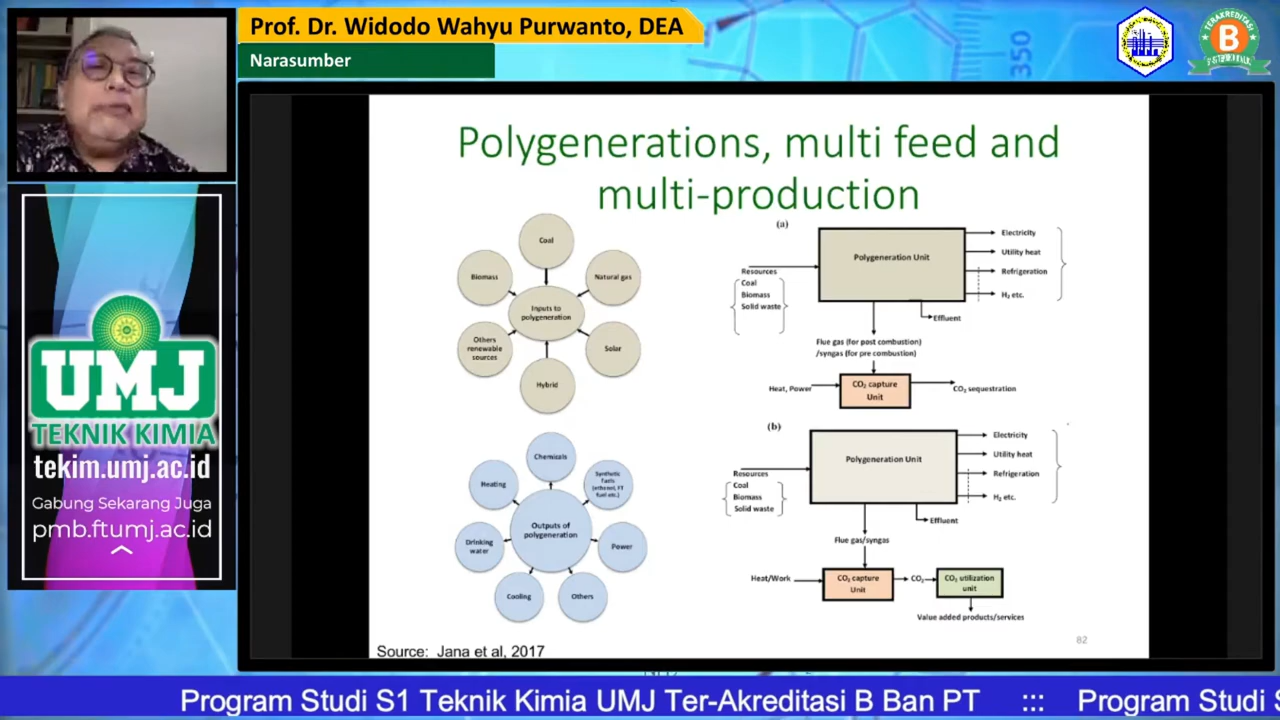 Prof. Dr. Widodo Wahyu Purwanto, DEA
Narasumber
350
B
UMJ
TEKNIK KIMIA
tekim.umj.ac.id
Gabung Sekarang Juga
pmb.ftumj.ac.id
Polygenerations, multi feed and
multi-production
Coal
Biomass
Natural gas
Inputs to
polygeneration
Others
renewable
sources
Solar
Hybrid
Chemicals
Heating
Synthetic
fuels
(ethanol, FT
fuel etc.)
Outputs of
polygeneration
Drinking
water
Power
Cooling
Others
(a)
Polygeneration Unit
Electricity
Utility heat
Refrigeration
H₂ etc.
Resources
Coal
Biomass
Solid waste
Effluent
Flue gas (for post combustion)
/syngas (for pre combustion)
Heat, Power
CO₂ capture
Unit
CO₂ sequestration
(b)
Polygeneration Unit
Electricity
Utility heat
Refrigeration
H₂ etc.
Resources
Coal
Biomass
Solid waste
Effluent
Flue gas/syngas
Heat/Work
CO₂ capture
Unit
CO₂
CO₂ utilization
unit
Value added products/services
82
Source: Jana et al, 2017
Program Studi S1 Teknik Kimia UMJ Ter-Akreditasi B Ban PT ::: Program Studi S